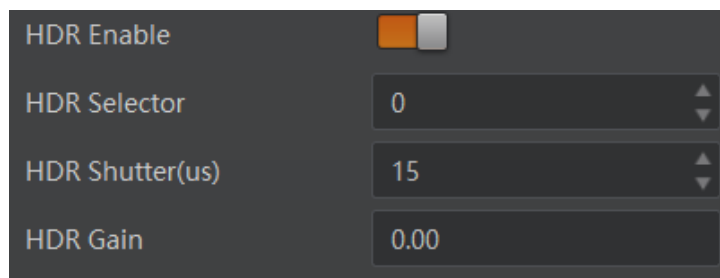 HDR Enable
HDR Selector 0
HDR Shutter(us) 15
HDR Gain 0.00